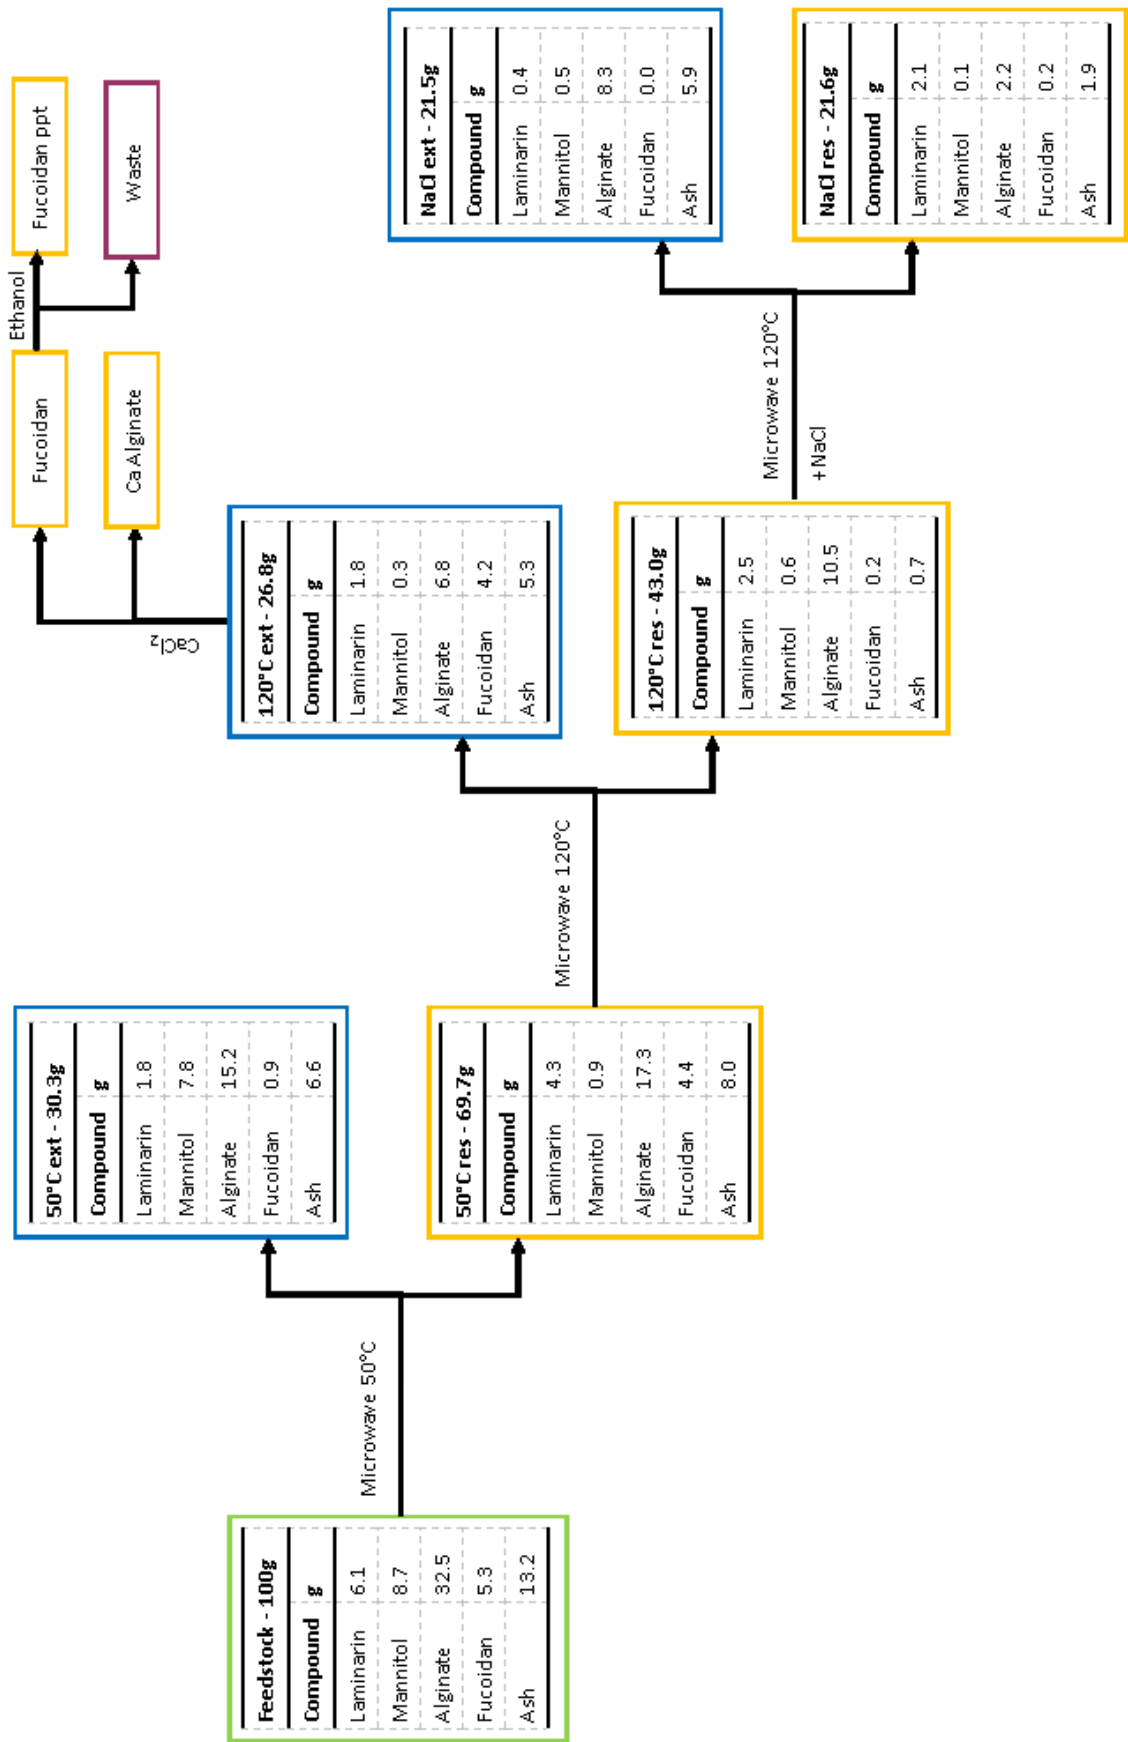 Feedstock - 100g
Compound g
Laminarin 6.1
Mannitol 8.7
Alginate 32.5
Fucoidan 5.3
Ash 13.2
Microwave 50°C
50°C ext - 30.3g
Compound g
Laminarin 1.8
Mannitol 7.8
Alginate 15.2
Fucoidan 0.9
Ash 6.6
50°C res - 69.7g
Compound g
Laminarin 4.3
Mannitol 0.9
Alginate 17.3
Fucoidan 4.4
Ash 8.0
Microwave 120°C
120°C ext - 26.8g
Compound g
Laminarin 1.8
Mannitol 0.3
Alginate 6.8
Fucoidan 4.2
Ash 5.3
CaCl₂
Fucoidan
Ca Alginate
Ethanol
Fucoidan ppt
Waste
120°C res - 43.0g
Compound g
Laminarin 2.5
Mannitol 0.6
Alginate 10.5
Fucoidan 0.2
Ash 0.7
Microwave 120°C
+NaCl
NaCl ext - 21.5g
Compound g
Laminarin 0.4
Mannitol 0.5
Alginate 8.3
Fucoidan 0.0
Ash 5.9
NaCl res - 21.6g
Compound g
Laminarin 2.1
Mannitol 0.1
Alginate 2.2
Fucoidan 0.2
Ash 1.9